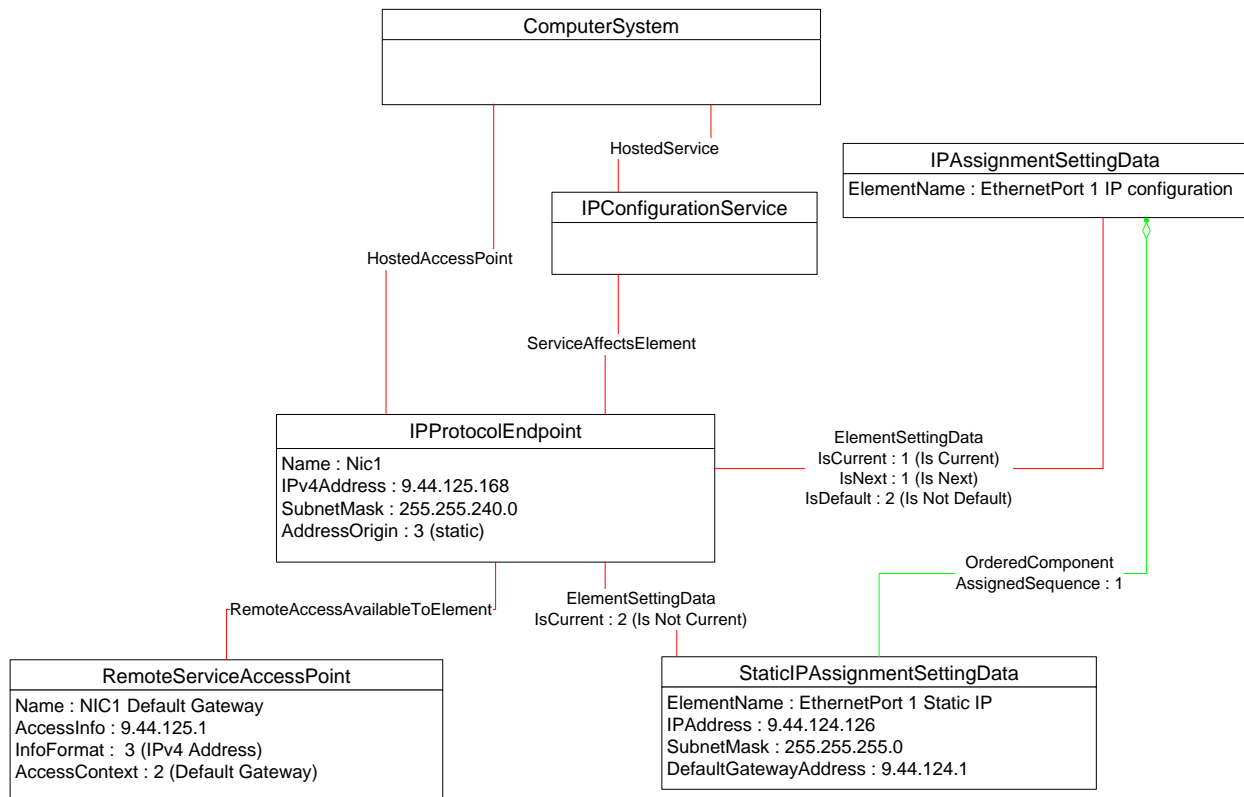 ComputerSystem
HostedService
IPAssignmentSettingData
ElementName : EthernetPort 1 IP configuration
IPConfigurationService
HostedAccessPoint
ServiceAffectsElement
IPProtocolEndpoint
Name : Nic1
IPv4Address : 9.44.125.168
SubnetMask : 255.255.240.0
AddressOrigin : 3 (static)
ElementSettingData
IsCurrent : 1 (Is Current)
IsNext : 1 (Is Next)
IsDefault : 2 (Is Not Default)
OrderedComponent
AssignedSequence : 1
RemoteAccessAvailableToElement
ElementSettingData
IsCurrent : 2 (Is Not Current)
RemoteServiceAccessPoint
Name : NIC1 Default Gateway
AccessInfo : 9.44.125.1
InfoFormat :  3 (IPv4 Address)
AccessContext : 2 (Default Gateway)
StaticIPAssignmentSettingData
ElementName : EthernetPort 1 Static IP
IPAddress : 9.44.124.126
SubnetMask : 255.255.255.0
DefaultGatewayAddress : 9.44.124.1